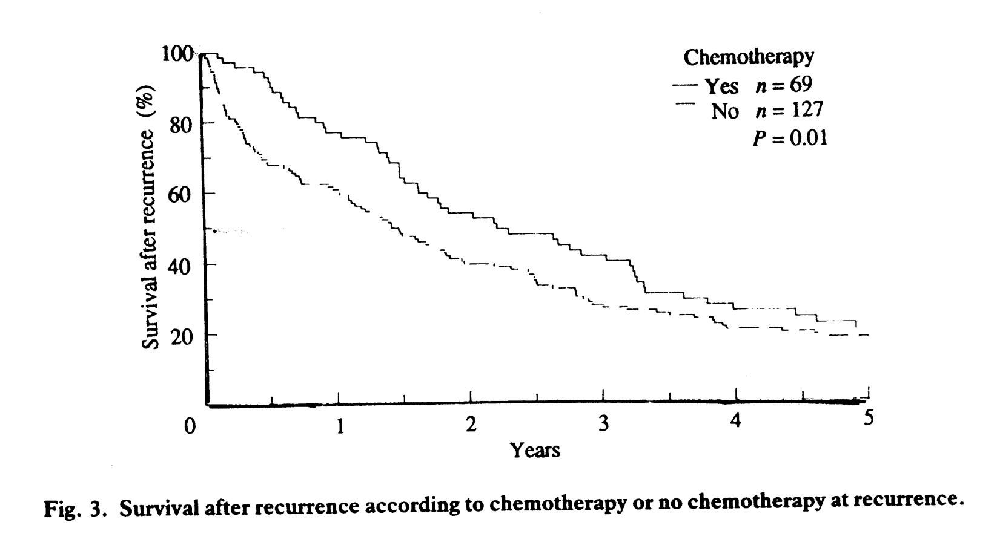 100
80
60
40
20
Survival after recurrence (%)
Chemotherapy
— Yes n = 69
— No n = 127
P = 0.01
0 1 2 3 4 5
Years
Fig. 3. Survival after recurrence according to chemotherapy or no chemotherapy at recurrence.